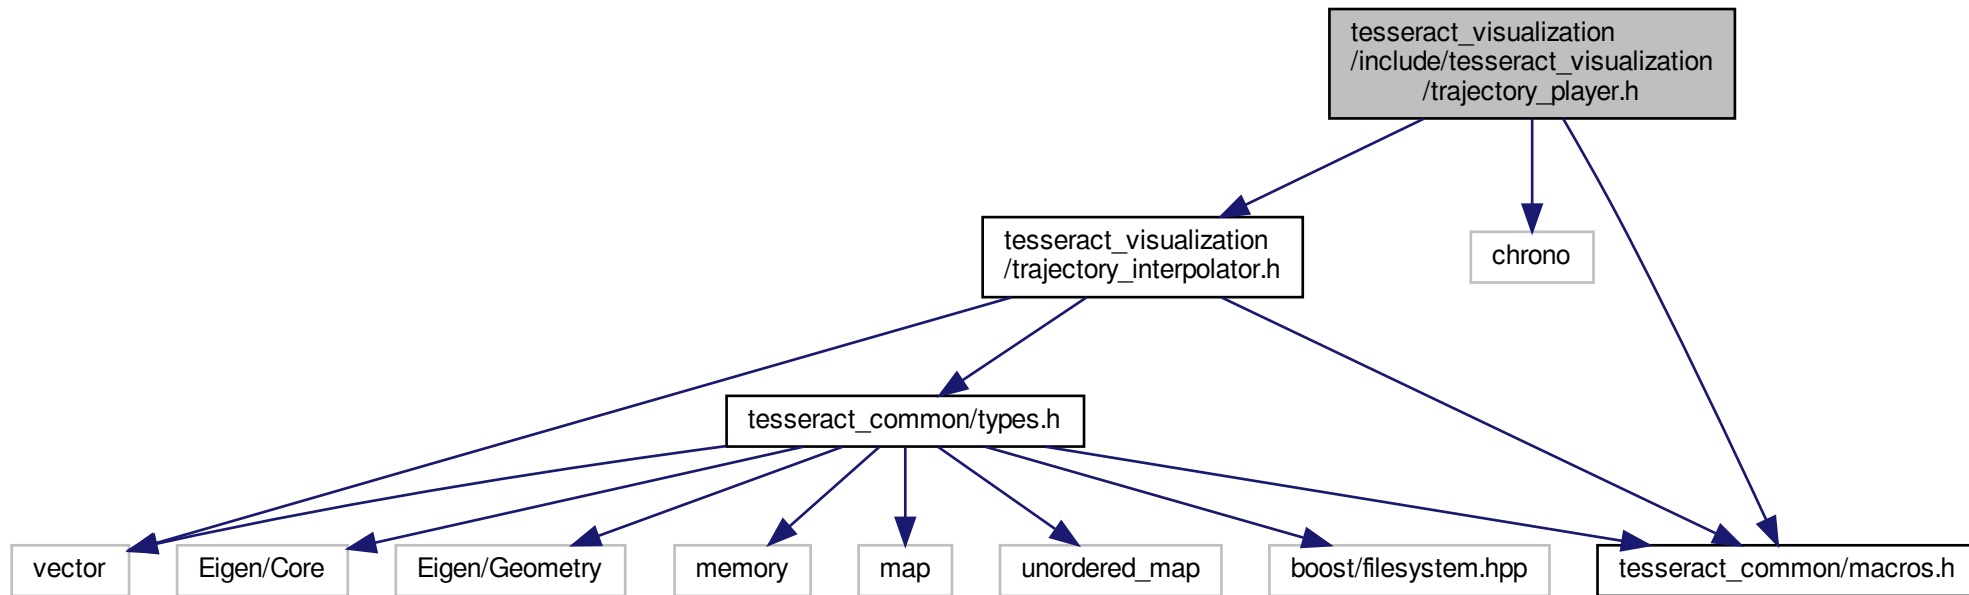 tesseract_visualization
/include/tesseract_visualization
/trajectory_player.h
tesseract_visualization
/trajectory_interpolator.h
chrono
tesseract_common/types.h
vector
Eigen/Core
Eigen/Geometry
memory
map
unordered_map
boost/filesystem.hpp
tesseract_common/macros.h